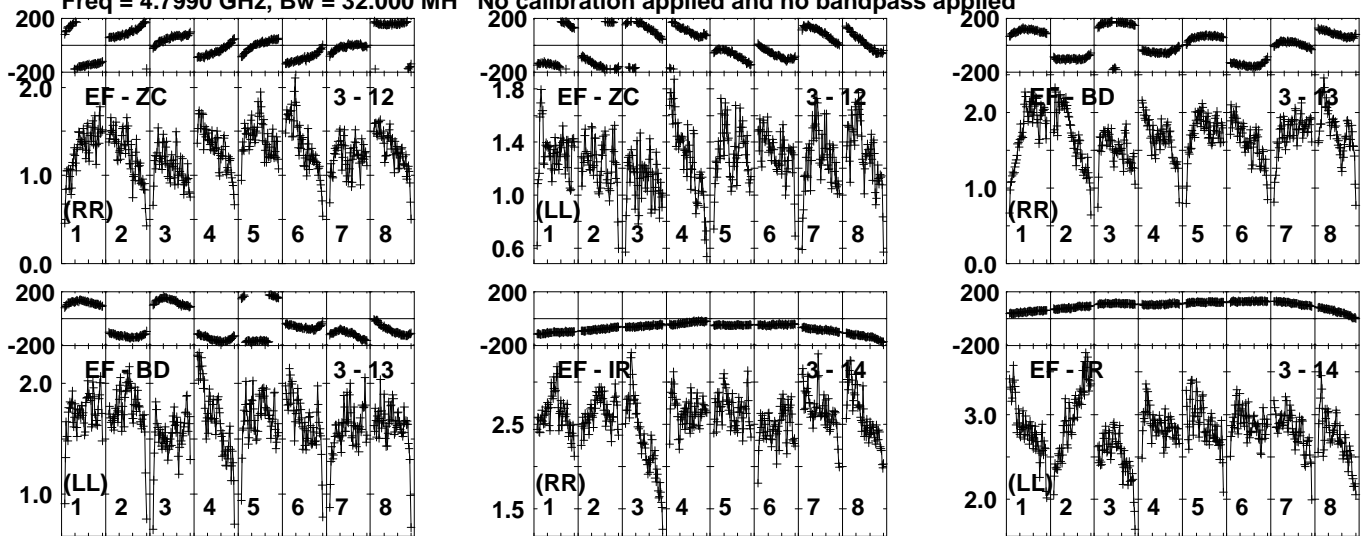 Freq = 4.7990 GHz, Bw = 32.000 MH No calibration applied and no bandpass applied
200
-200
2.0
1.0
0.0
EF - ZC 3 - 12
(RR)
1 2 3 4 5 6 7 8
200
-200
1.8
1.4
1.0
0.6
EF - ZC 3 - 12
(LL)
1 2 3 4 5 6 7 8
200
-200
2.0
1.0
0.0
EF - BD 3 - 13
(RR)
1 2 3 4 5 6 7 8
200
-200
2.0
1.0
EF - BD 3 - 13
(LL)
1 2 3 4 5 6 7 8
200
-200
2.5
1.5
EF - IR 3 - 14
(RR)
1 2 3 4 5 6 7 8
200
-200
3.0
2.0
EF - IR 3 - 14
(LL)
1 2 3 4 5 6 7 8